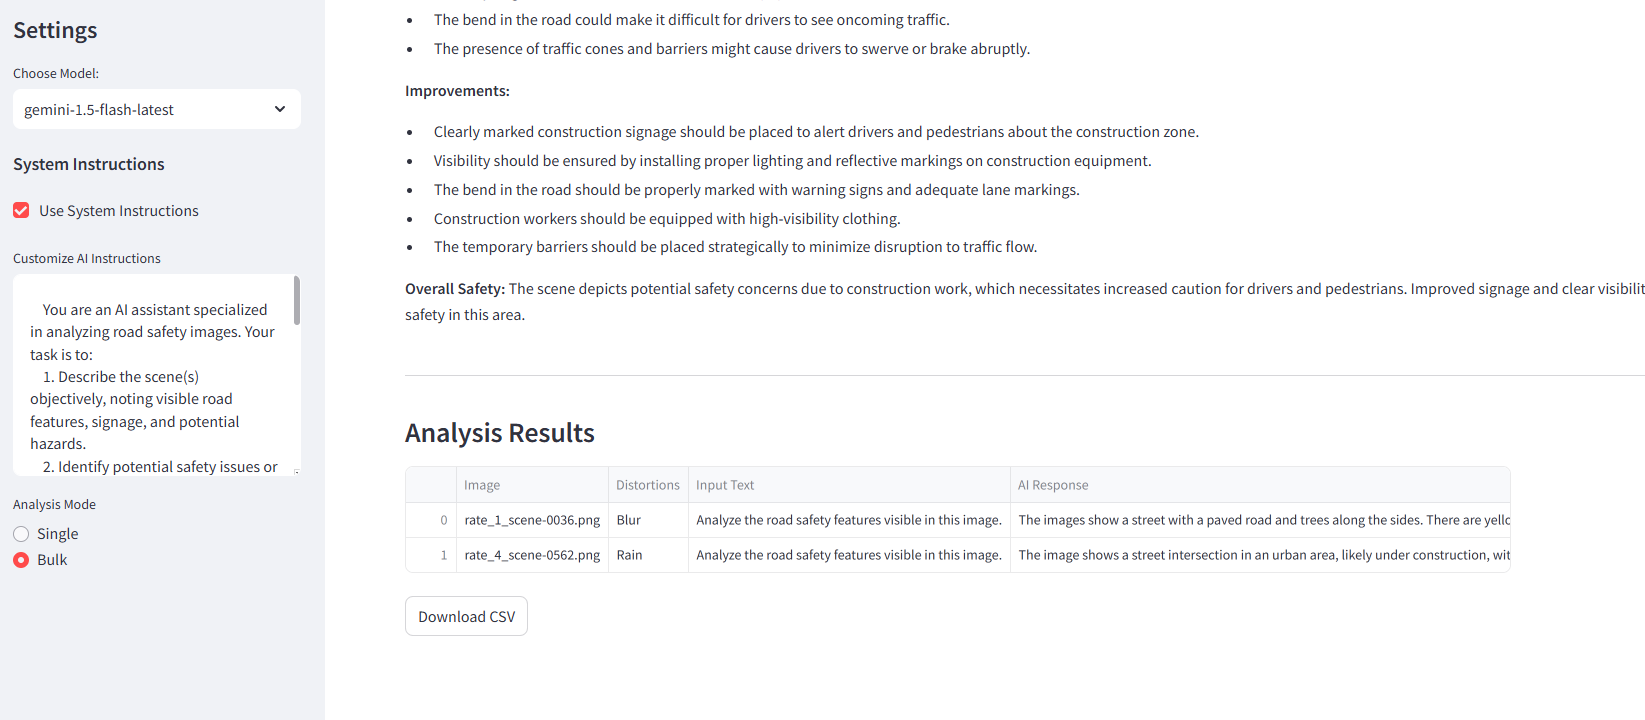 Settings
Choose Model:
gemini-1.5-flash-latest
System Instructions
Use System Instructions
Customize AI Instructions
You are an AI assistant specialized
in analyzing road safety images. Your
task is to:
1. Describe the scene(s)
objectively, noting visible road
features, signage, and potential
hazards.
2. Identify potential safety issues or
Analysis Mode
Single
Bulk
The bend in the road could make it difficult for drivers to see oncoming traffic.
The presence of traffic cones and barriers might cause drivers to swerve or brake abruptly.
Improvements:
Clearly marked construction signage should be placed to alert drivers and pedestrians about the construction zone.
Visibility should be ensured by installing proper lighting and reflective markings on construction equipment.
The bend in the road should be properly marked with warning signs and adequate lane markings.
Construction workers should be equipped with high-visibility clothing.
The temporary barriers should be placed strategically to minimize disruption to traffic flow.
Overall Safety: The scene depicts potential safety concerns due to construction work, which necessitates increased caution for drivers and pedestrians. Improved signage and clear visibilit
safety in this area.
Analysis Results
Image Distortions Input Text AI Response
0 rate_1_scene-0036.png Blur Analyze the road safety features visible in this image. The images show a street with a paved road and trees along the sides. There are yello
1 rate_4_scene-0562.png Rain Analyze the road safety features visible in this image. The image shows a street intersection in an urban area, likely under construction, wit
Download CSV